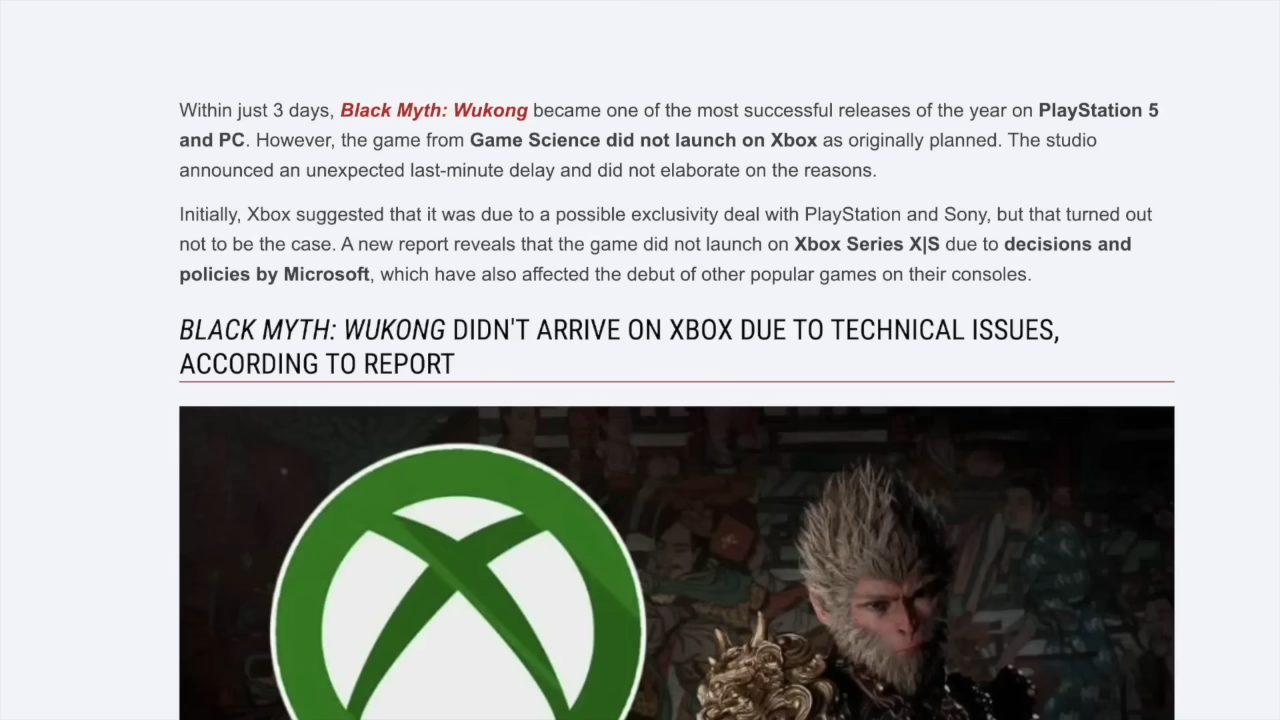 Within just 3 days, Black Myth: Wukong became one of the most successful releases of the year on PlayStation 5
and PC. However, the game from Game Science did not launch on Xbox as originally planned. The studio
announced an unexpected last-minute delay and did not elaborate on the reasons.
Initially, Xbox suggested that it was due to a possible exclusivity deal with PlayStation and Sony, but that turned out
not to be the case. A new report reveals that the game did not launch on Xbox Series X|S due to decisions and
policies by Microsoft, which have also affected the debut of other popular games on their consoles.
BLACK MYTH: WUKONG DIDN'T ARRIVE ON XBOX DUE TO TECHNICAL ISSUES,
ACCORDING TO REPORT